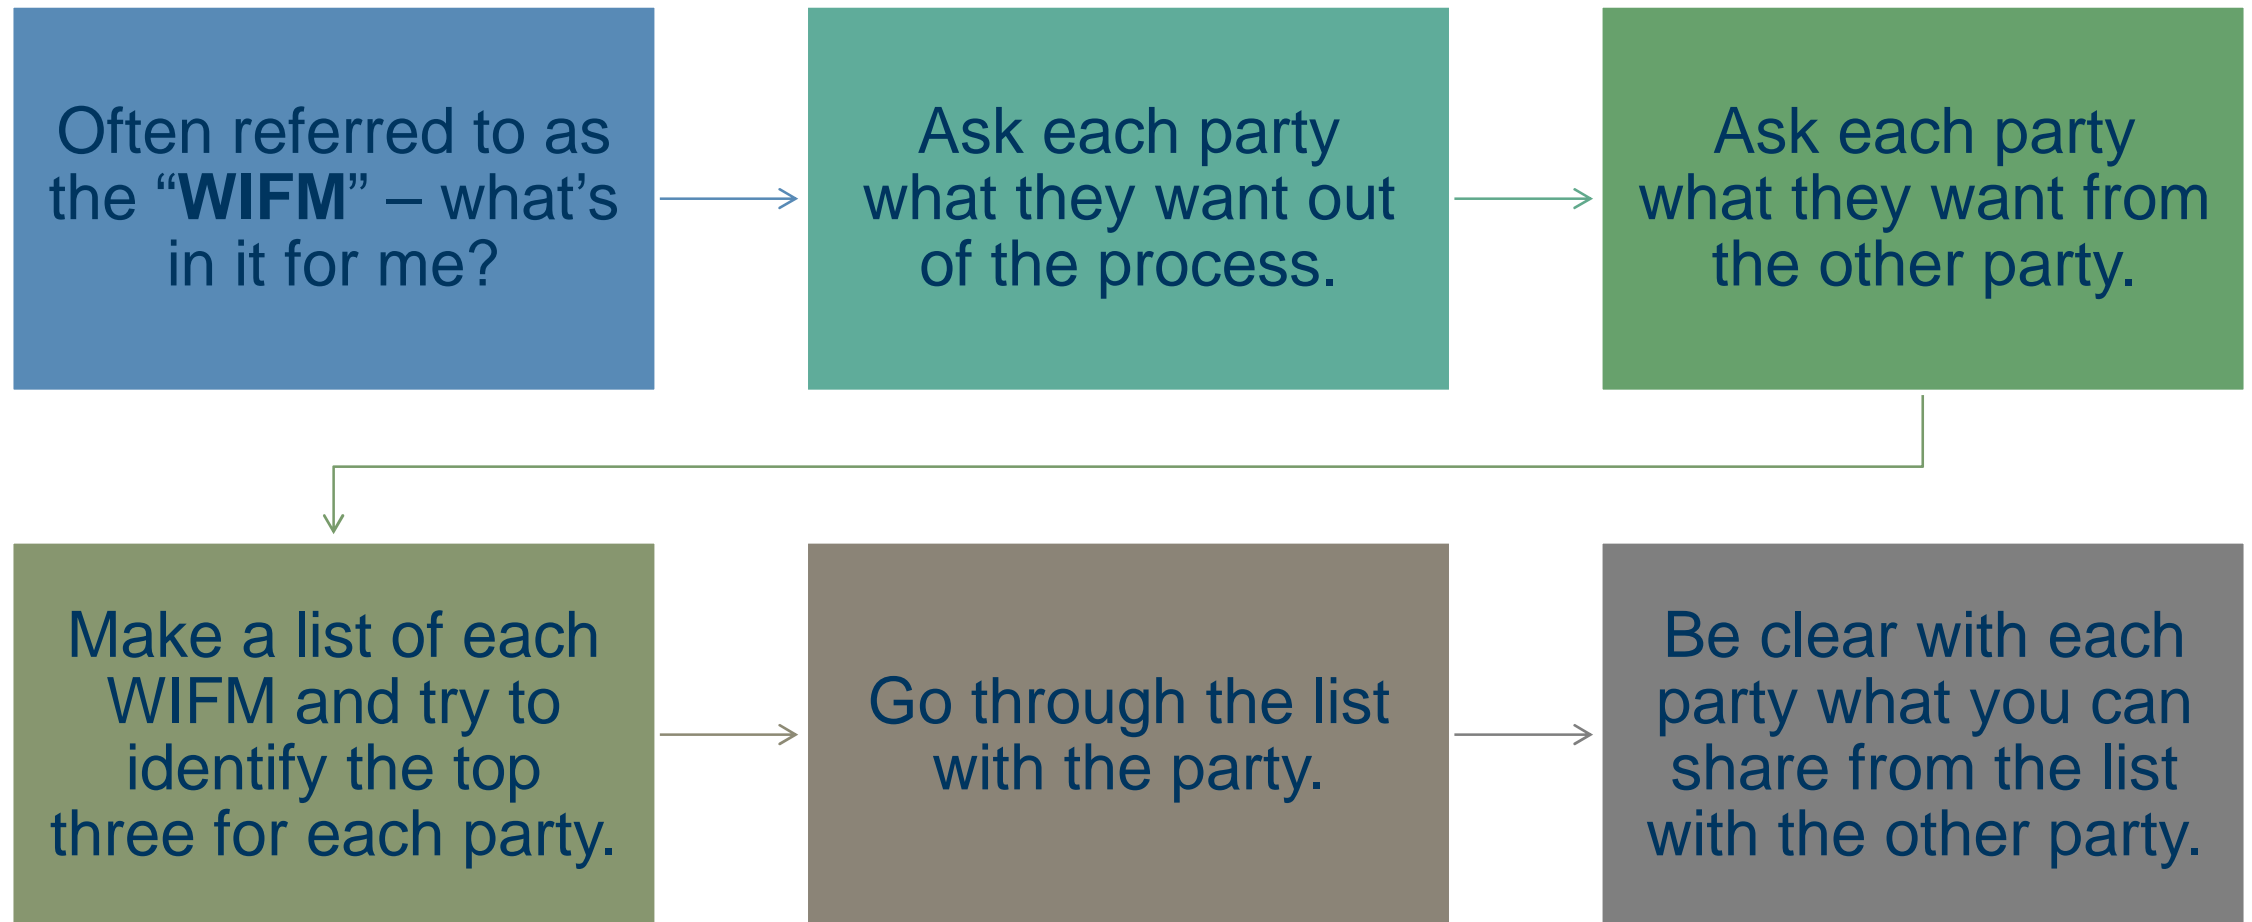 Often referred to as
the “WIFM” – what’s
in it for me?
Ask each party
what they want out
of the process.
Ask each party
what they want from
the other party.
Make a list of each
WIFM and try to
identify the top
three for each party.
Go through the list
with the party.
Be clear with each
party what you can
share from the list
with the other party.